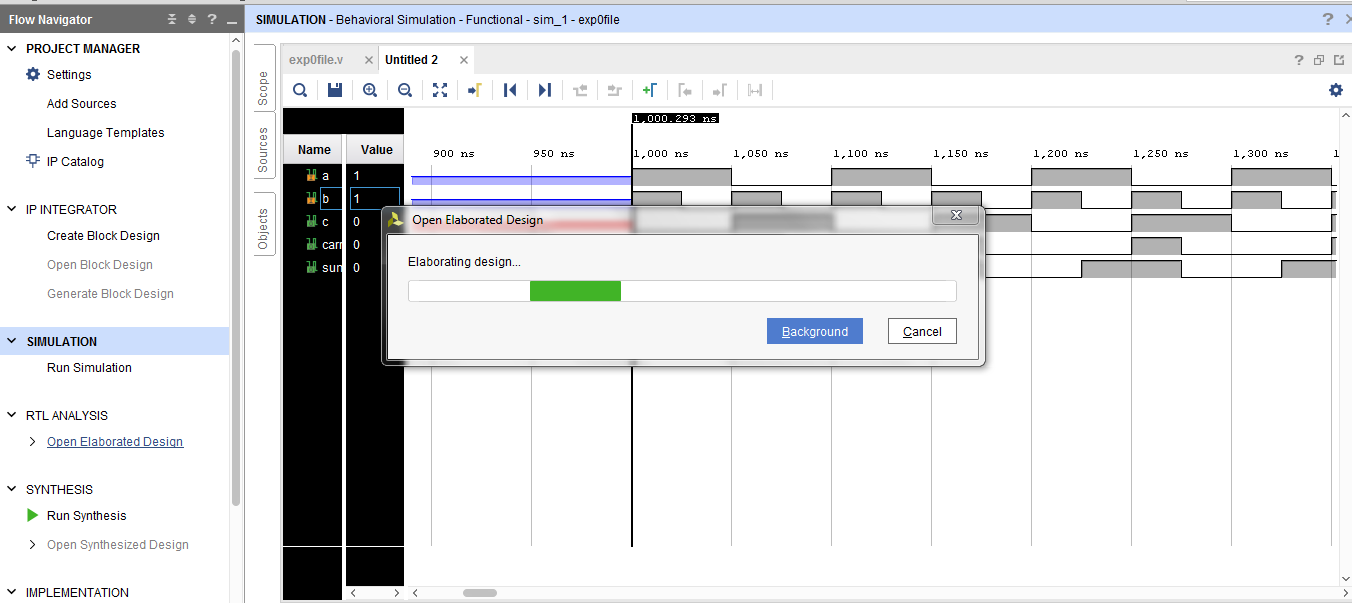 Flow Navigator
?
PROJECT MANAGER
Settings
Add Sources
Language Templates
IP Catalog
IP INTEGRATOR
Create Block Design
Open Block Design
Generate Block Design
SIMULATION
Run Simulation
RTL ANALYSIS
Open Elaborated Design
SYNTHESIS
Run Synthesis
Open Synthesized Design
IMPLEMENTATION
SIMULATION - Behavioral Simulation - Functional - sim_1 - exp0file
?
Scope
Sources
Objects
exp0file.v
Untitled 2
?
Name Value
a 1
b 1
c 0
carr 0
sum 0
1,000.293 ns
900 ns 950 ns 1,000 ns 1,050 ns 1,100 ns 1,150 ns 1,200 ns 1,250 ns 1,300 ns 1
Open Elaborated Design
Elaborating design...
Background Cancel